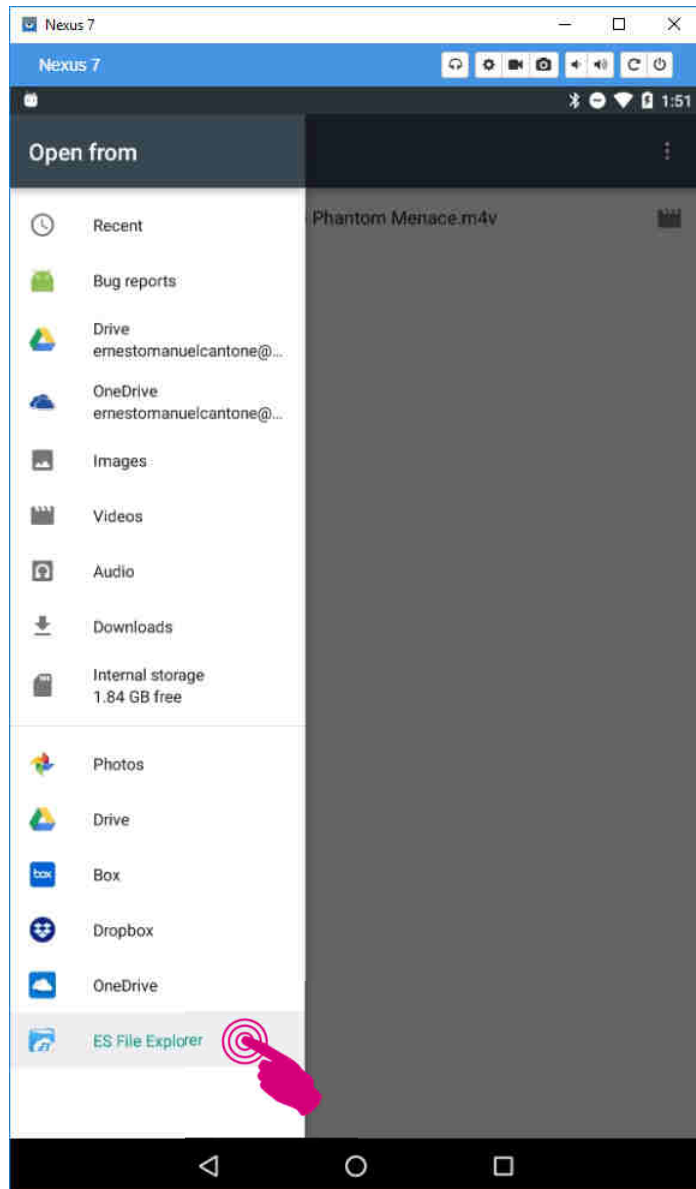 Nexus 7
Nexus 7
1:51
Open from
Recent
Phantom Menace.m4v
Bug reports
Drive
ernestomanuelcantone@...
OneDrive
ernestomanuelcantone@...
Images
Videos
Audio
Downloads
Internal storage
1.84 GB free
Photos
Drive
box
Box
Dropbox
OneDrive
ES File Explorer